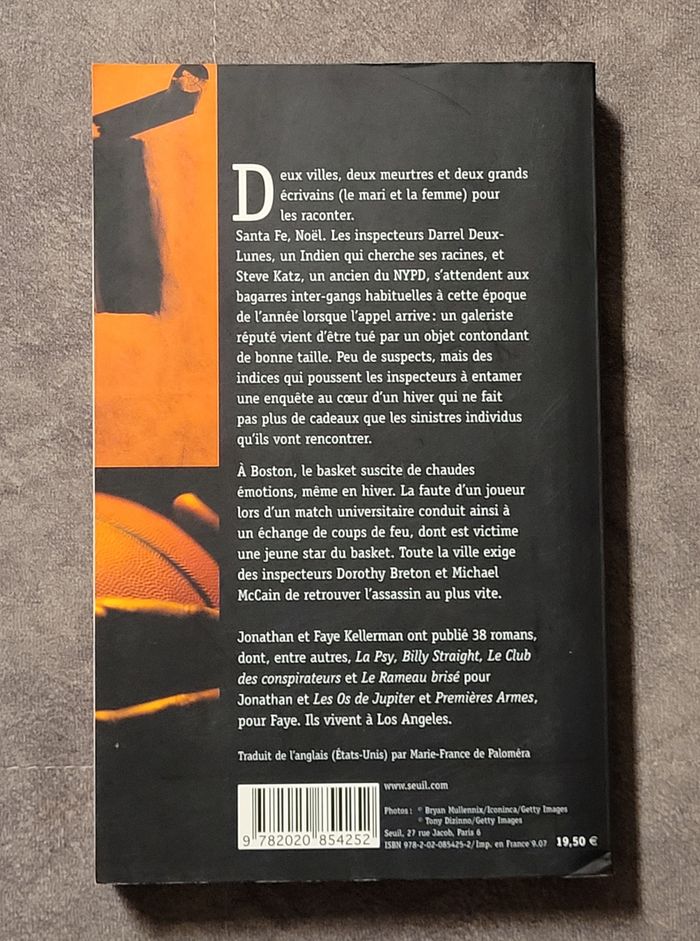 Deux villes, deux meurtres et deux grands
écrivains (le mari et la femme) pour
les raconter.
Santa Fe, Noël. Les inspecteurs Darrel Deux-
Lunes, un Indien qui cherche ses racines, et
Steve Katz, un ancien du NYPD, s'attendent aux
bagarres inter-gangs habituelles à cette époque
de l'année lorsque l'appel arrive : un galeriste
réputé vient d'être tué par un objet contondant
de bonne taille. Peu de suspects, mais des
indices qui poussent les inspecteurs à entamer
une enquête au cœur d'un hiver qui ne fait
pas plus de cadeaux que les sinistres individus
qu'ils vont rencontrer.
À Boston, le basket suscite de chaudes
émotions, même en hiver. La faute d'un joueur
lors d'un match universitaire conduit ainsi à
un échange de coups de feu, dont est victime
une jeune star du basket. Toute la ville exige
des inspecteurs Dorothy Breton et Michael
McCain de retrouver l'assassin au plus vite.
Jonathan et Faye Kellerman ont publié 38 romans,
dont, entre autres, La Psy, Billy Straight, Le Club
des conspirateurs et Le Rameau brisé pour
Jonathan et Les Os de Jupiter et Premières Armes,
pour Faye. Ils vivent à Los Angeles.
Traduit de l'anglais (États-Unis) par Marie-France de Paloméra
www.seuil.com
Photos : © Bryan Mullennix/Iconinca/Getty Images
© Tony Dizinno/Getty Images
Seuil, 27 rue Jacob, Paris 6
ISBN 978-2-02-085425-2/Imp. en France 9.07 19,50 €
9 782020 854252